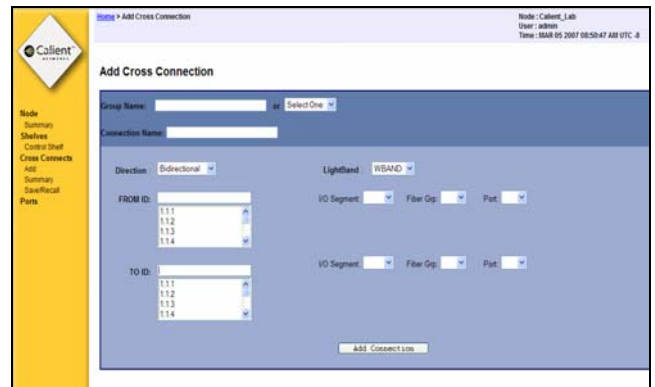 Calient
NETWORKS
Home > Add Cross Connection
Node : Calient_Lab
User : admin
Time : MAR 05 2007 08:50:47 AM UTC -8
Add Cross Connection
Node
Summary
Shelves
Control Shelf
Cross Connects
Add
Summary
Save/Recall
Ports
Group Name: or Select One
Connection Name:
Direction Bidirectional LightBand WBAND
FROM ID: I/O Segment: Fiber Grp: Port:
1.1.1
1.1.2
1.1.3
1.1.4
TO ID: I/O Segment: Fiber Grp: Port:
1.1.1
1.1.2
1.1.3
1.1.4
Add Connection